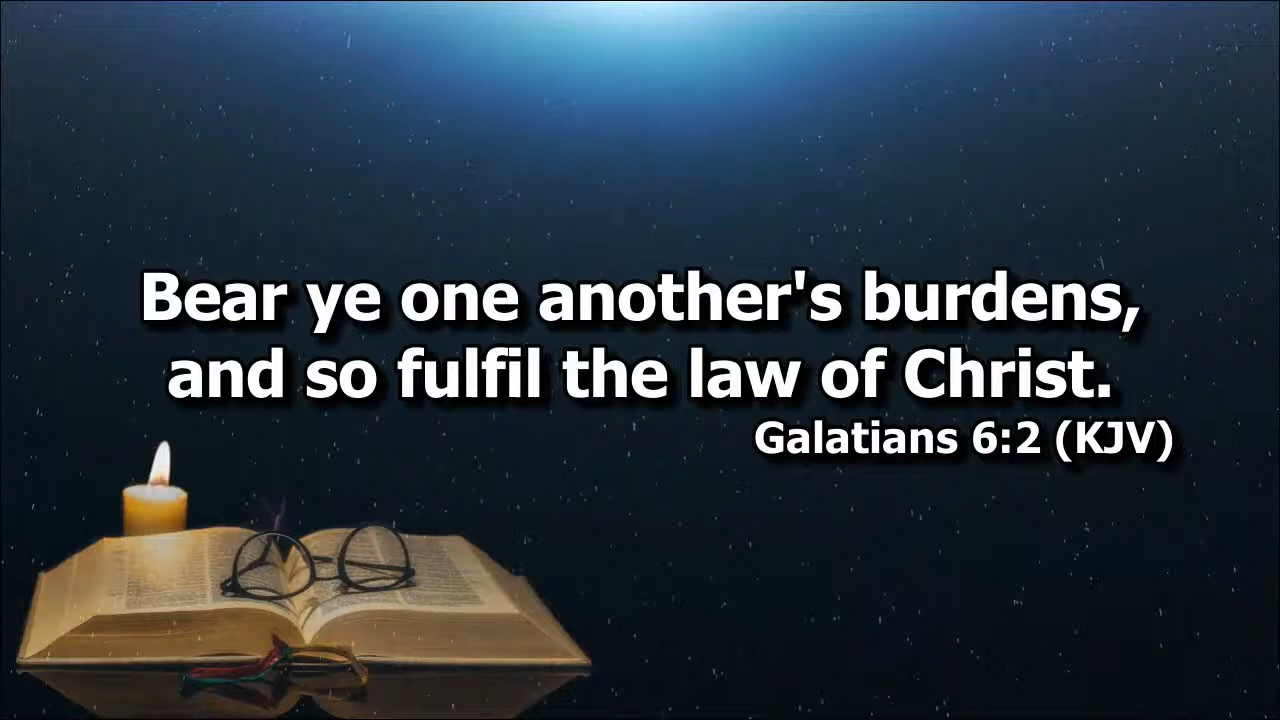 Bear ye one another's burdens,
and so fulfil the law of Christ.
Galatians 6:2 (KJV)